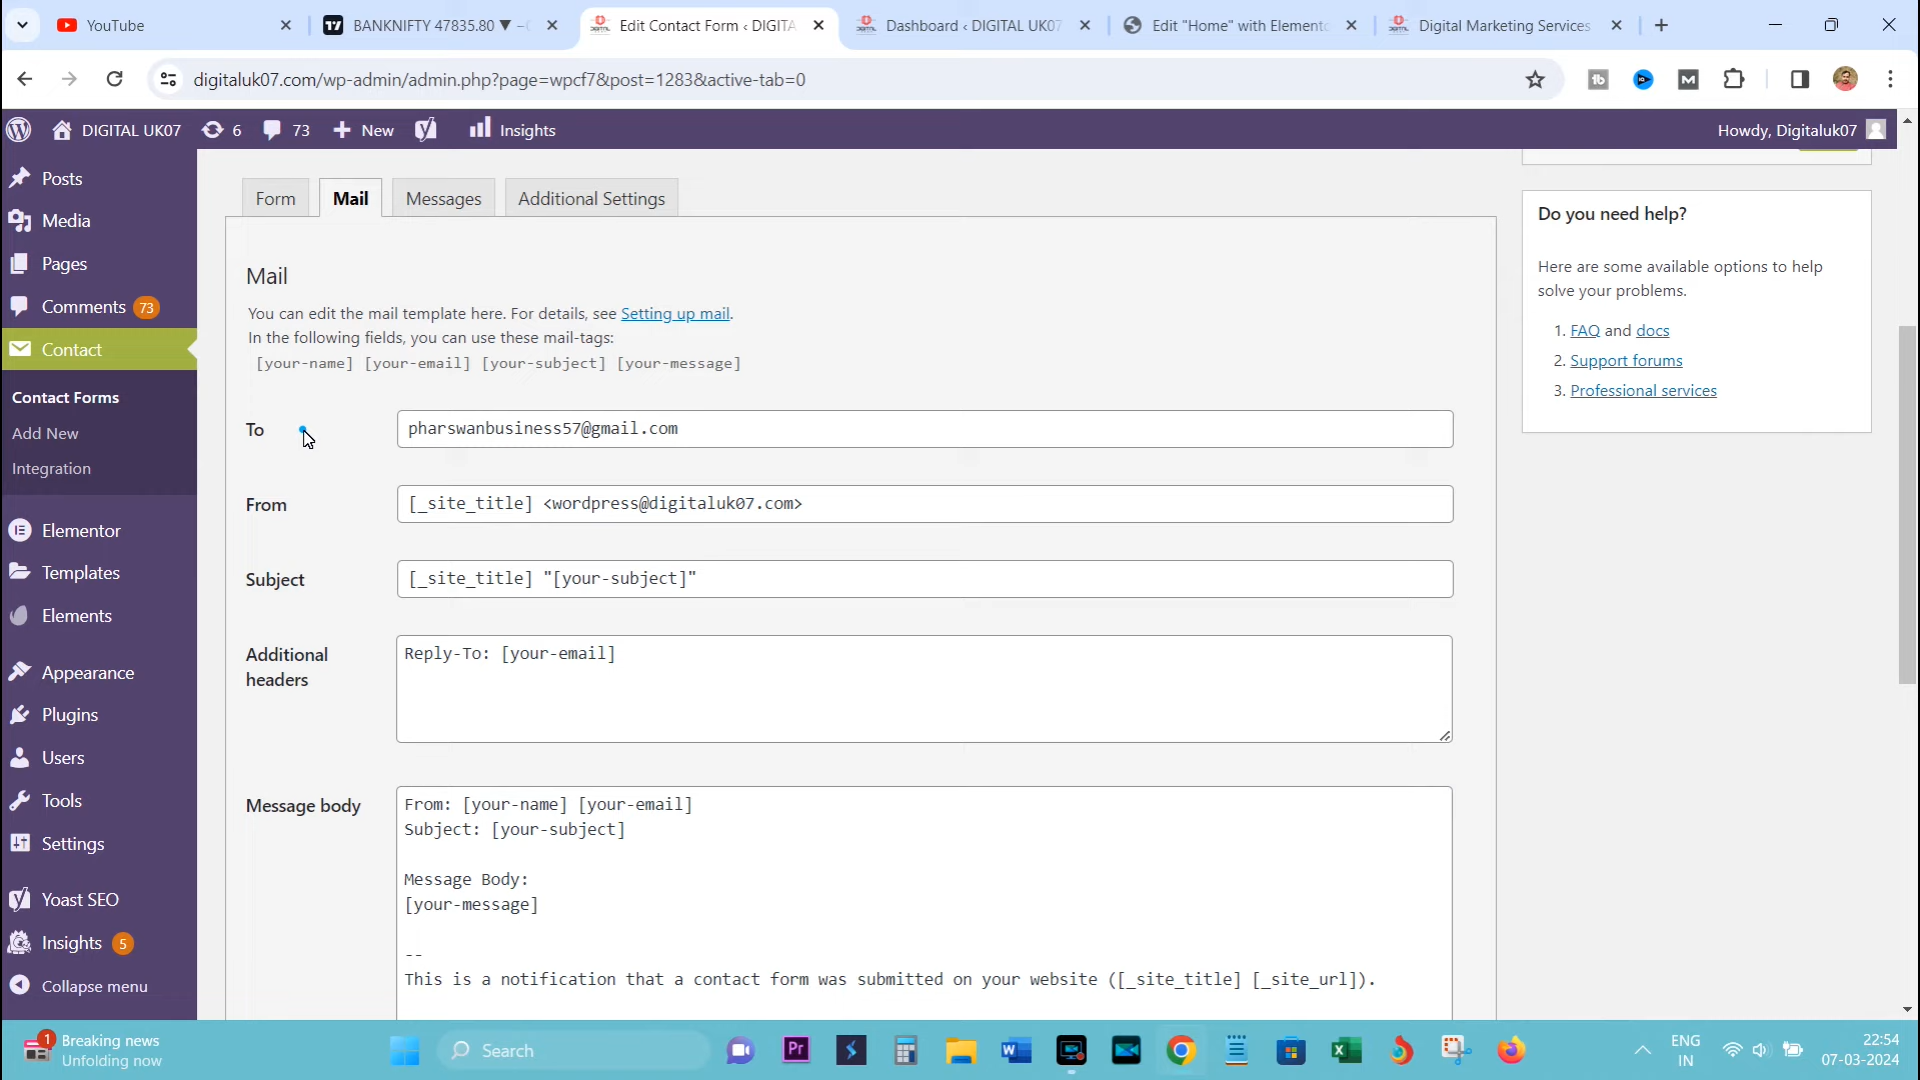 YouTube
BANKNIFTY 47835.80 ▼ −
Edit Contact Form ‹ DIGITA
Dashboard ‹ DIGITAL UK07
Edit "Home" with Elemento
Digital Marketing Services
digitaluk07.com/wp-admin/admin.php?page=wpcf7&post=1283&active-tab=0
DIGITAL UK07
6
73
New
Insights
Howdy, Digitaluk07
Posts
Media
Pages
Comments 73
Contact
Contact Forms
Add New
Integration
Elementor
Templates
Elements
Appearance
Plugins
Users
Tools
Settings
Yoast SEO
Insights 5
Collapse menu
Form
Mail
Messages
Additional Settings
Mail
You can edit the mail template here. For details, see Setting up mail.
In the following fields, you can use these mail-tags:
[your-name] [your-email] [your-subject] [your-message]
To
pharswanbusiness57@gmail.com
From
[_site_title] <wordpress@digitaluk07.com>
Subject
[_site_title] "[your-subject]"
Additional
headers
Reply-To: [your-email]
Message body
From: [your-name] [your-email]
Subject: [your-subject]
Message Body:
[your-message]
--
This is a notification that a contact form was submitted on your website ([_site_title] [_site_url]).
Do you need help?
Here are some available options to help
solve your problems.
1. FAQ and docs
2. Support forums
3. Professional services
1
Breaking news
Unfolding now
Search
Pr
ENG
IN
22:54
07-03-2024